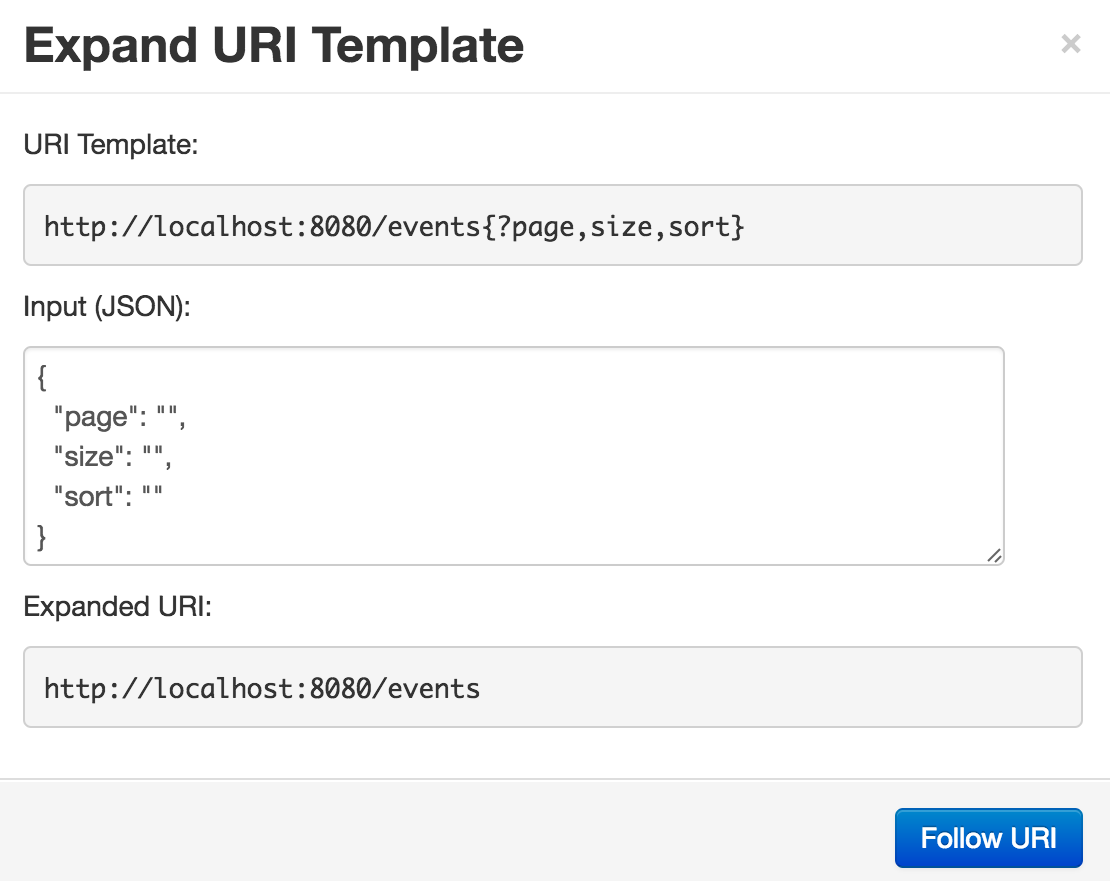 Expand URI Template
×
URI Template:
http://localhost:8080/events{?page,size,sort}
Input (JSON):
{
  "page": "",
  "size": "",
  "sort": ""
}
Expanded URI:
http://localhost:8080/events
Follow URI